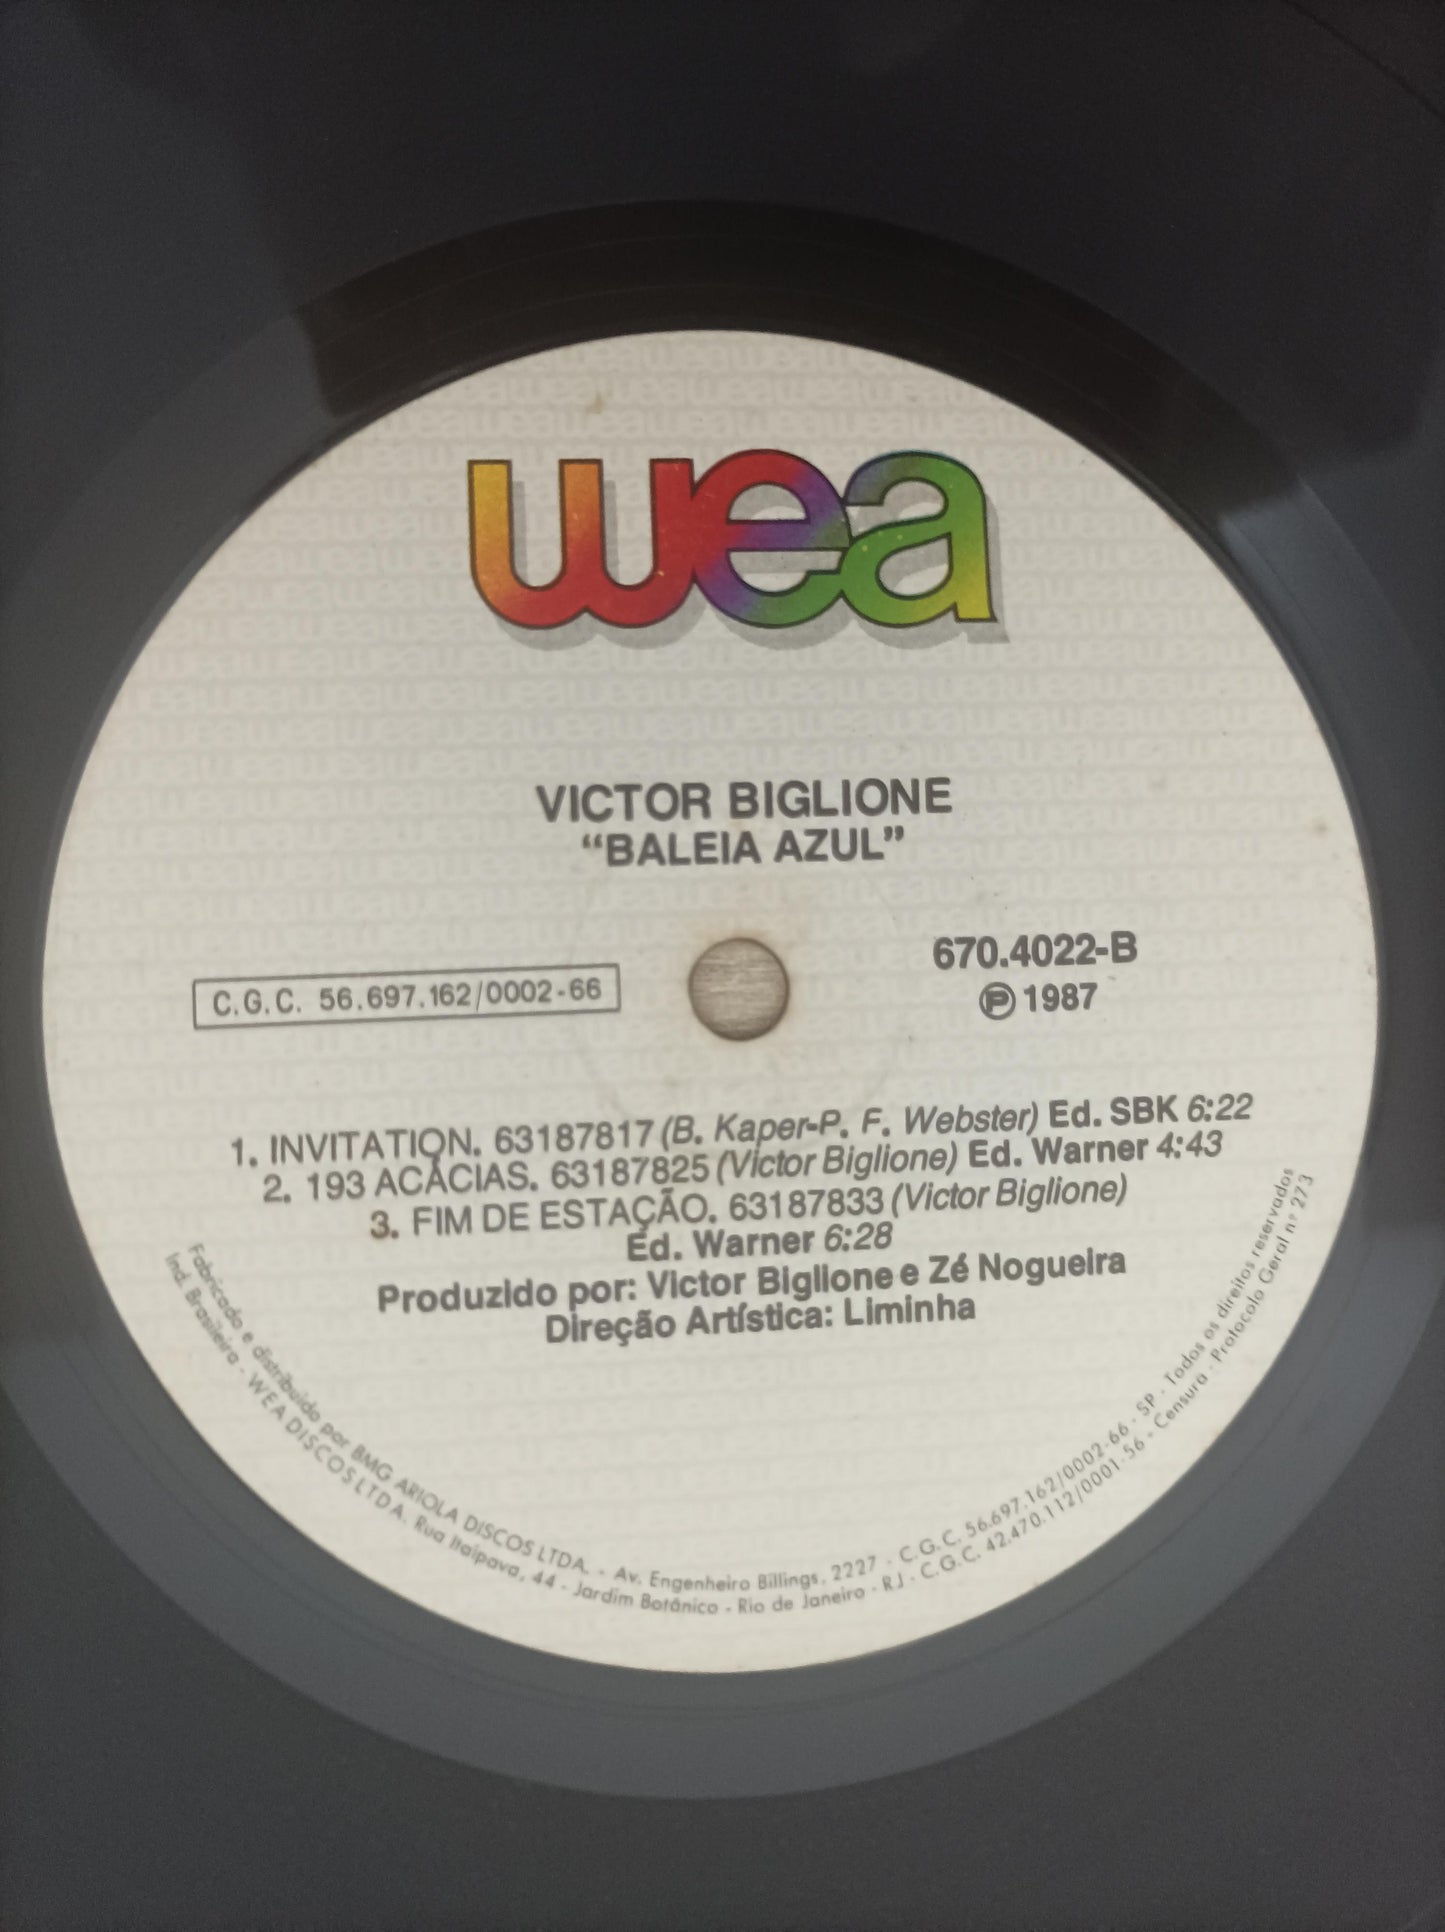 wea
VICTOR BIGLIONE
“BALEIA AZUL”
670.4022-B
C.G.C. 56.697.162/0002-66
Ⓟ 1987
1. INVITATION. 63187817 (B. Kaper-P. F. Webster) Ed. SBK 6:22
2. 193 ACÁCIAS. 63187825 (Victor Biglione) Ed. Warner 4:43
3. FIM DE ESTAÇÃO. 63187833 (Victor Biglione)
Ed. Warner 6:28
Produzido por: Victor Biglione e Zé Nogueira
Direção Artística: Liminha
Fabricado e distribuido por BMG ARIOLA DISCOS LTDA. - Av. Engenheiro Billings, 2227 - C.G.C. 56.697.162/0002-66 - SP - Todos os direitos reservados
Ind. Brasileira - WEA DISCOS LTDA. Rua Itaipava, 44 - Jardim Botânico - Rio de Janeiro - RJ - C.G.C. 42.470.112/0001-56 - Censura - Protocolo Geral nº 273